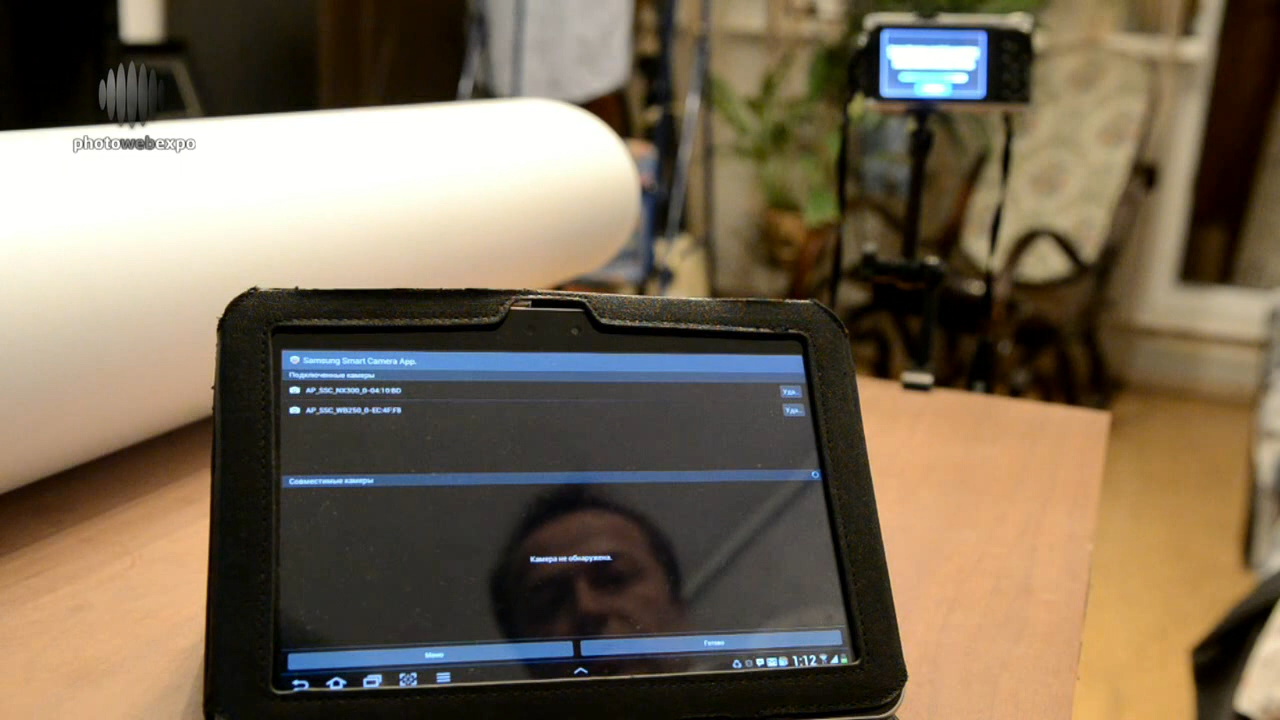 photowebexpo
Samsung Smart Camera App.
Подключенные камеры
AP_SSC_NX300_0-04:10:BD Уда..
AP_SSC_WB250_0-EC:4F:F8 Уда..
Совместимые камеры
Камера не обнаружена.
Меню Готово
1:12